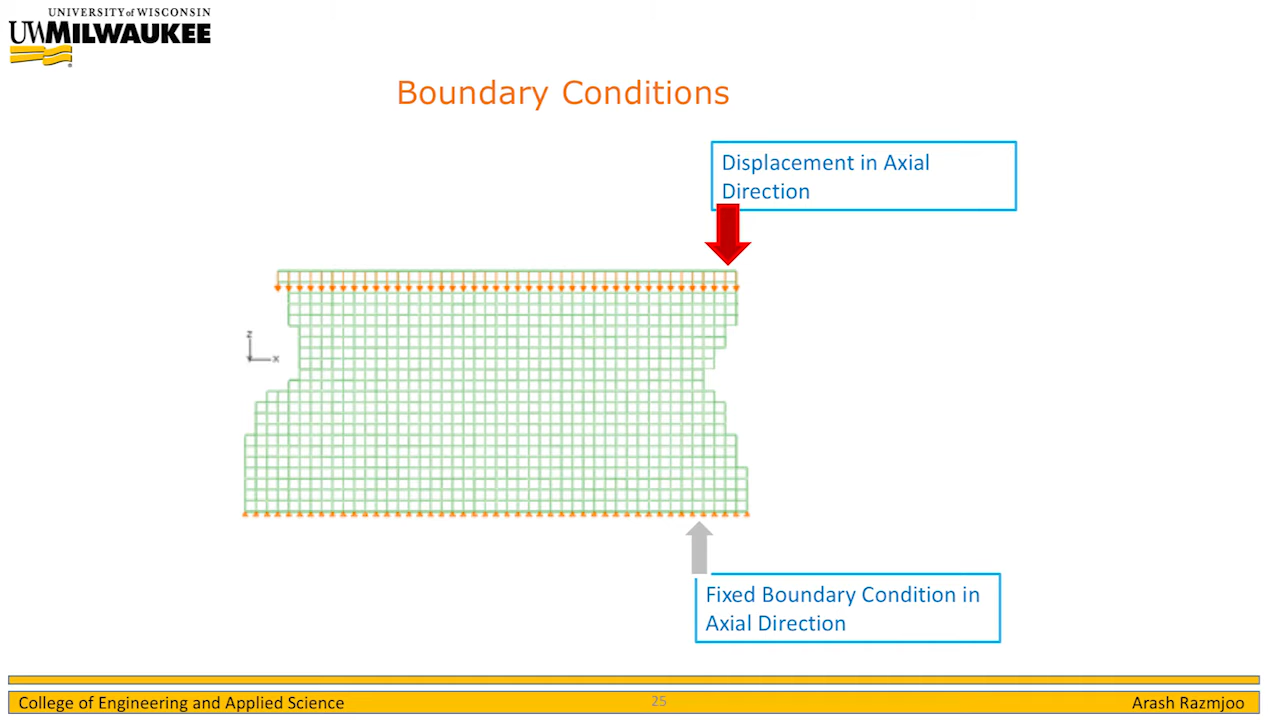 UNIVERSITY of WISCONSIN
UWMILWAUKEE
Boundary Conditions
Displacement in Axial
Direction
Z
X
Fixed Boundary Condition in
Axial Direction
College of Engineering and Applied Science
25
Arash Razmjoo